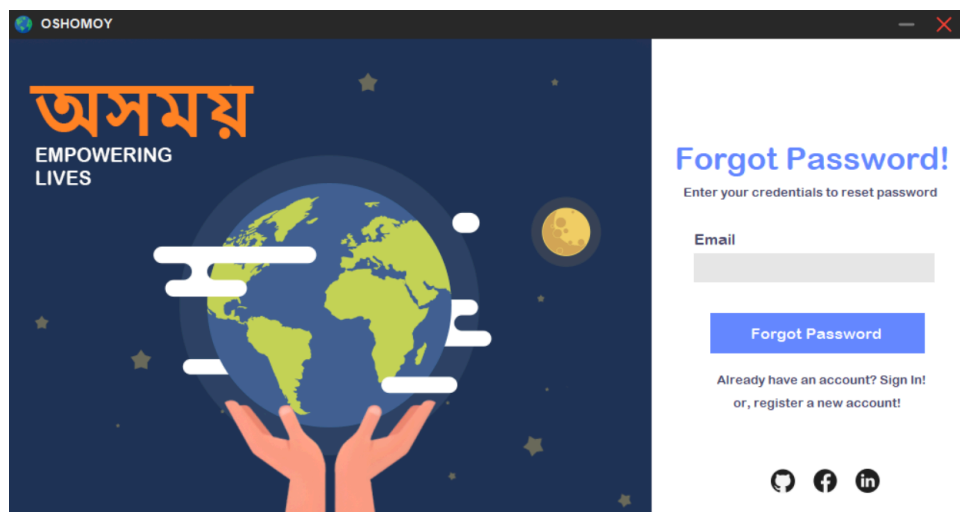 OSHOMOY
অসময়
EMPOWERING
LIVES
Forgot Password!
Enter your credentials to reset password
Email
Forgot Password
Already have an account? Sign In!
or, register a new account!
in